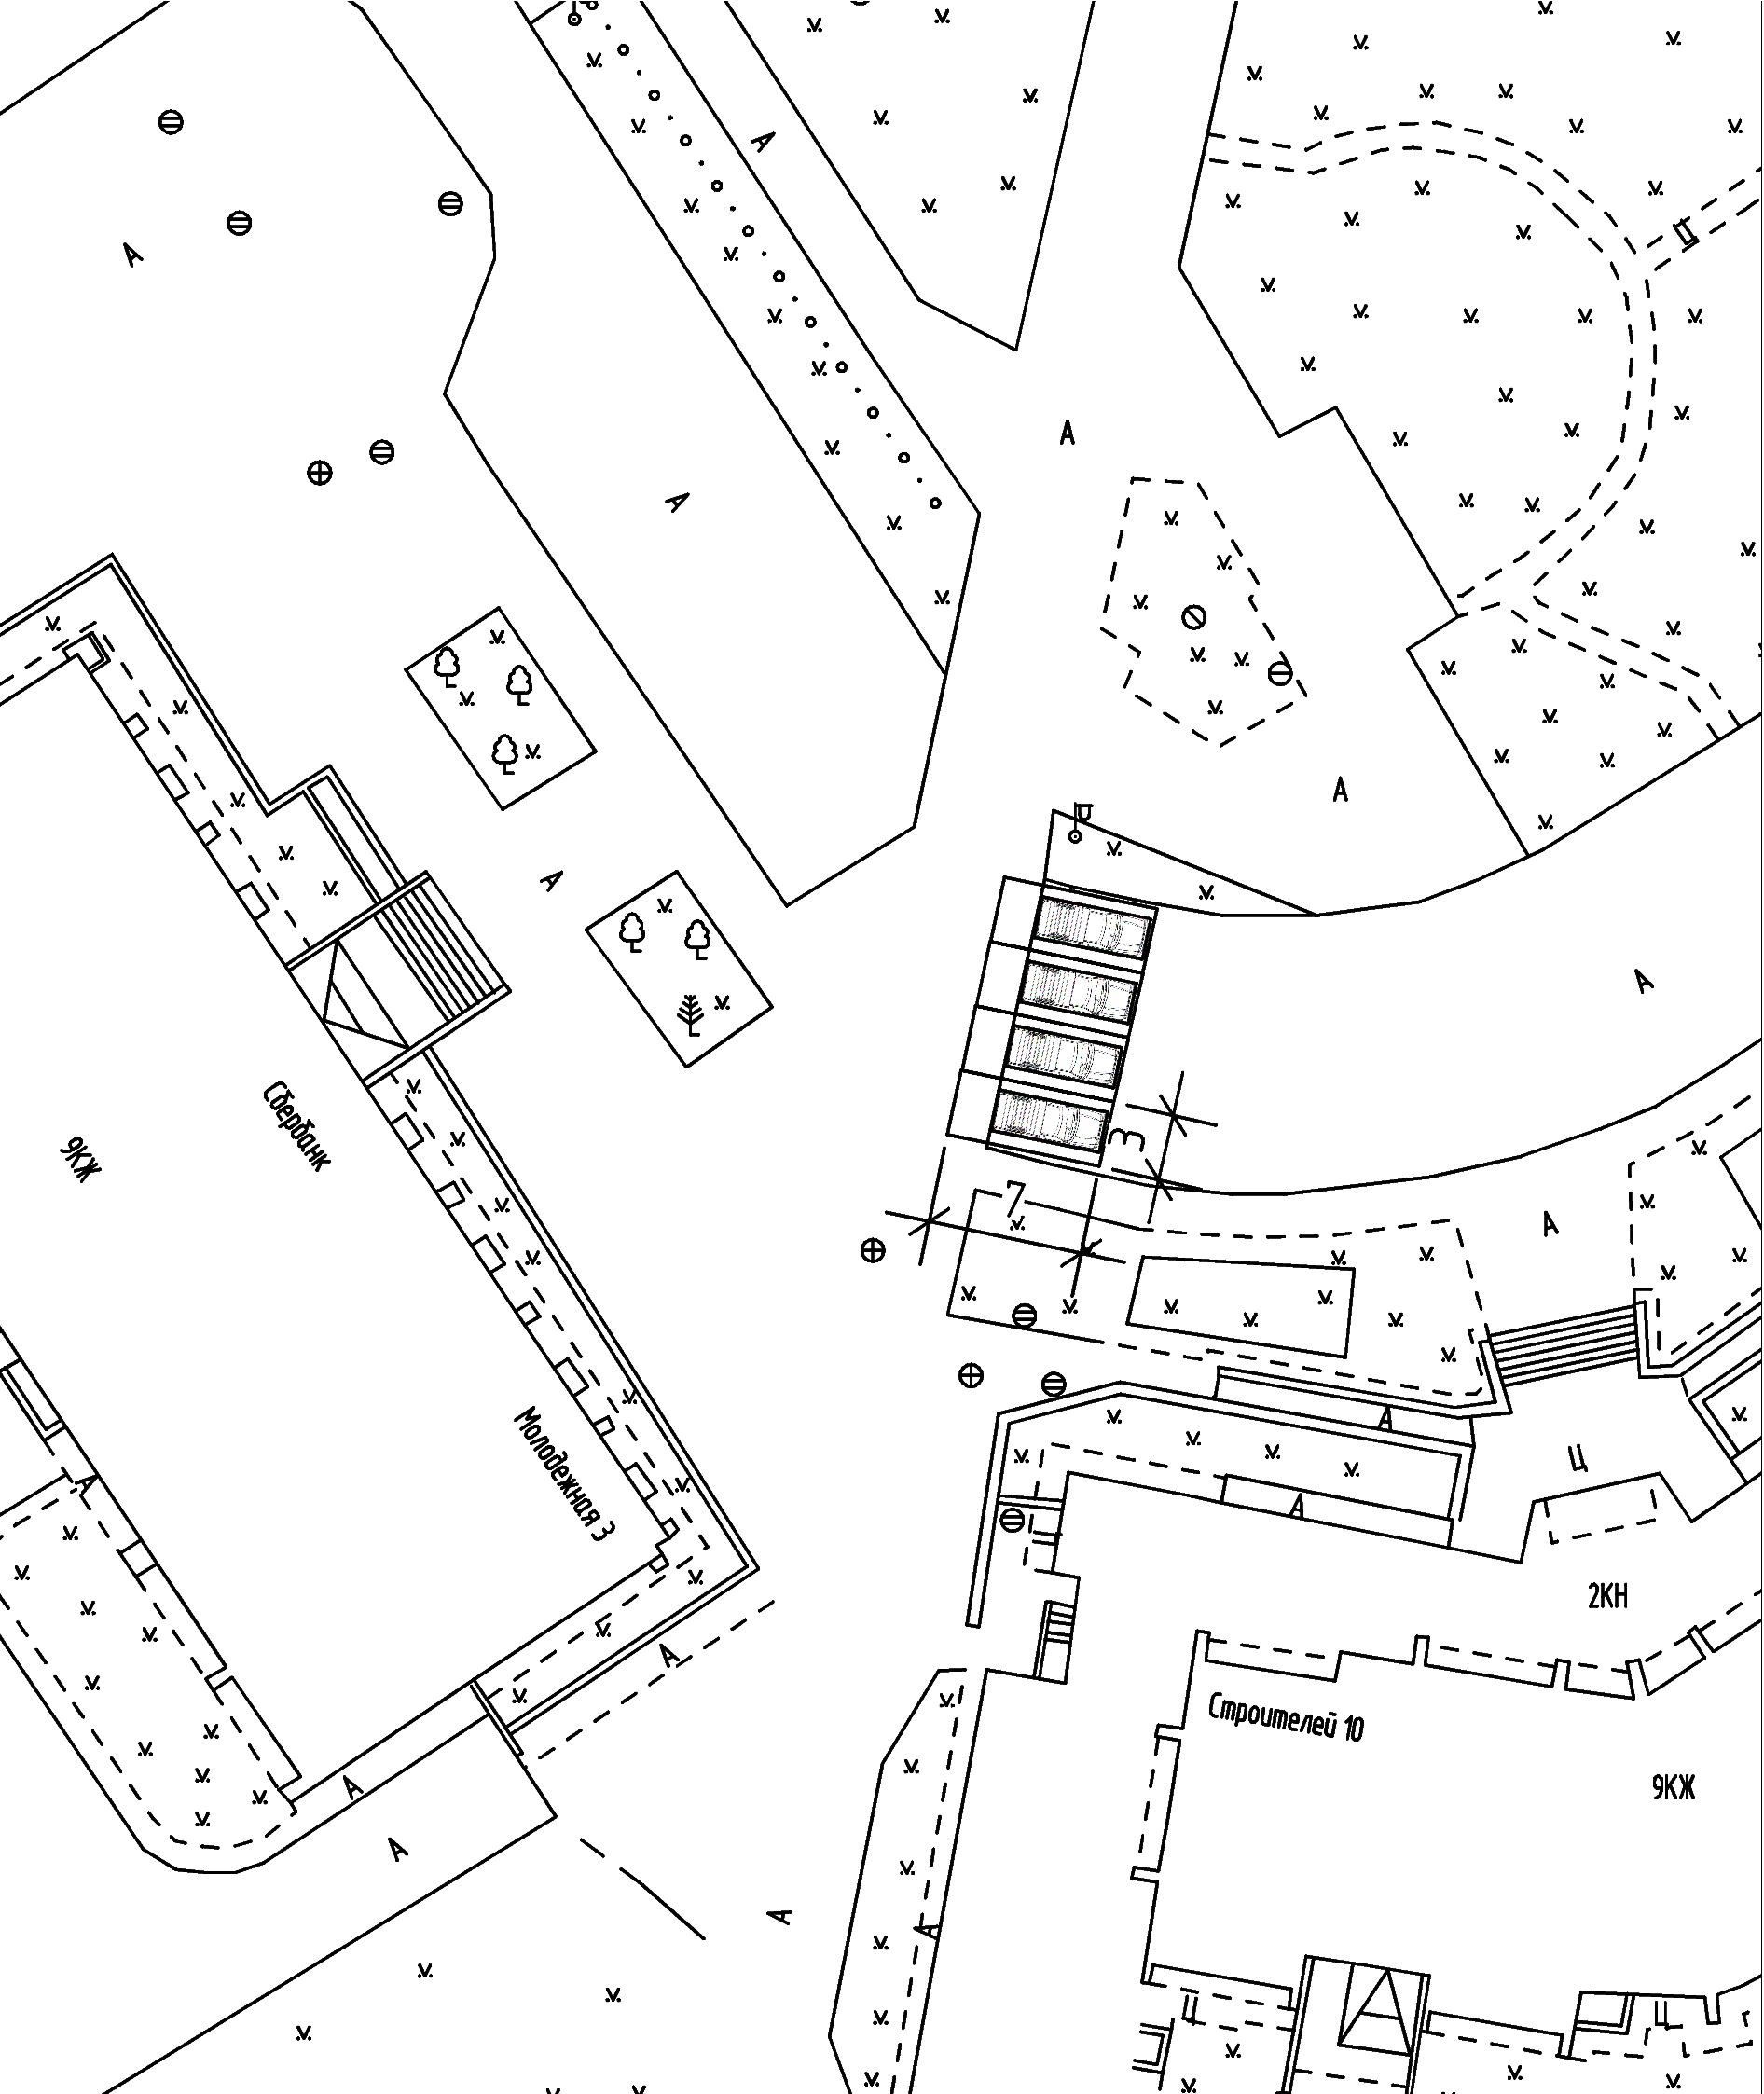 А
А
А
А
А
А
А
Сбербанк
9КЖ
3
7
А
А
Молодежная 3
А
Ц
А
2КН
А
Строителей 10
9КЖ
А
А
А
А
Ц
Ц